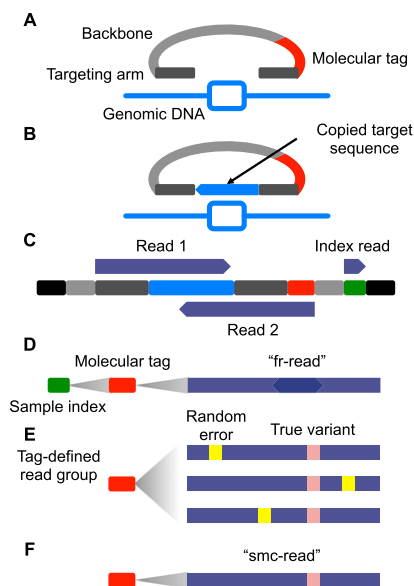 A
Backbone
Molecular tag
Targeting arm
Genomic DNA
B
Copied target
sequence
C
Read 1
Index read
Read 2
D
Molecular tag
“fr-read”
Sample index
E
Random
error
True variant
Tag-defined
read group
F
“smc-read”